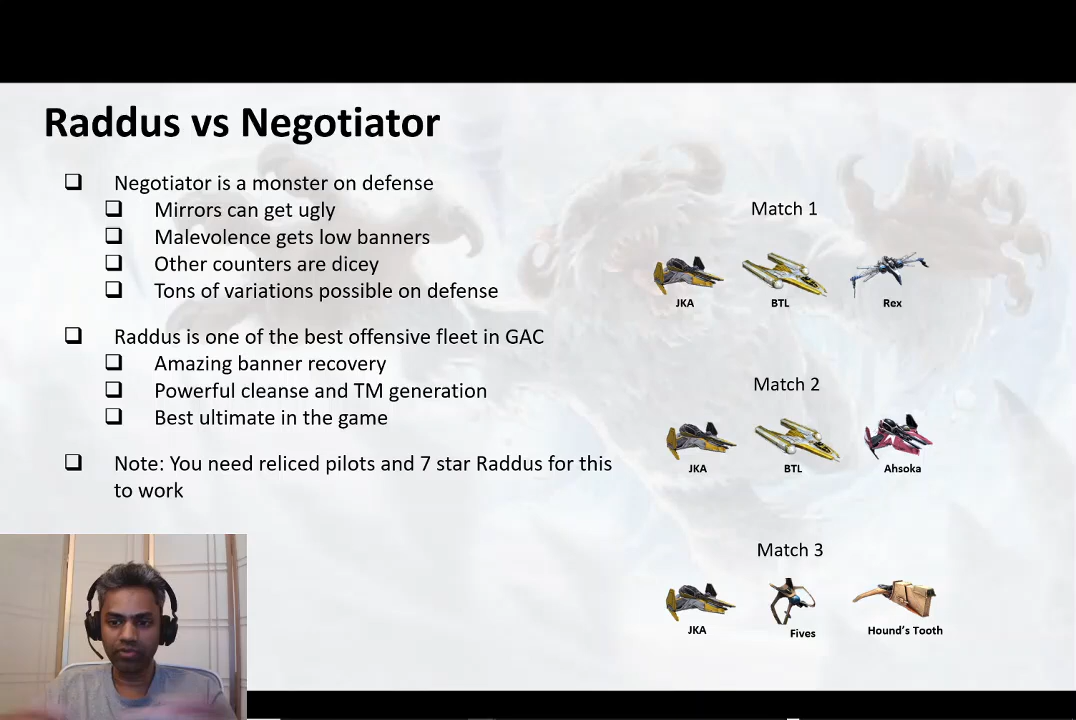 Raddus vs Negotiator
Negotiator is a monster on defense
Mirrors can get ugly
Malevolence gets low banners
Other counters are dicey
Tons of variations possible on defense
Raddus is one of the best offensive fleet in GAC
Amazing banner recovery
Powerful cleanse and TM generation
Best ultimate in the game
Note: You need reliced pilots and 7 star Raddus for this
to work
Match 1
JKA BTL Rex
Match 2
JKA BTL Ahsoka
Match 3
JKA Fives Hound's Tooth